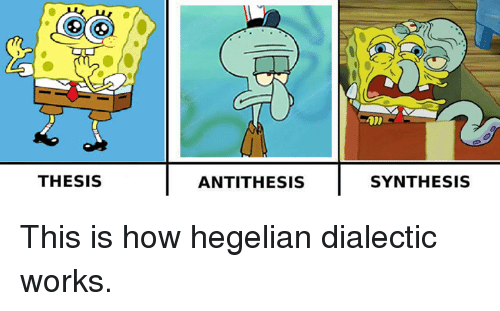 THESIS
ANTITHESIS
SYNTHESIS
This is how hegelian dialectic
works.